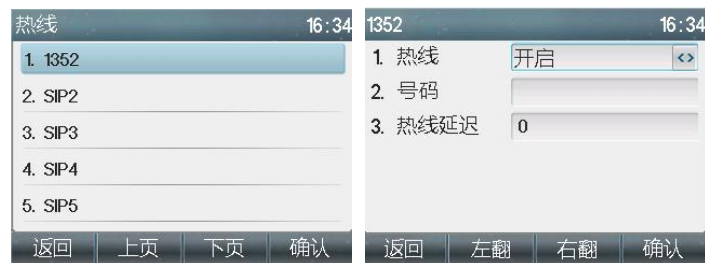 热线 16:34
1. 1352
2. SIP2
3. SIP3
4. SIP4
5. SIP5
返回 上页 下页 确认
1352 16:34
1. 热线 开启 <>
2. 号码
3. 热线延迟 0
返回 左翻 右翻 确认